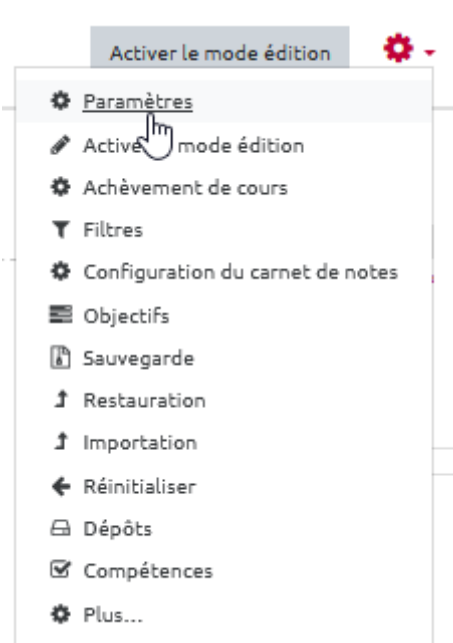 Activer le mode édition
Paramètres
Active mode édition
Achèvement de cours
Filtres
Configuration du carnet de notes
Objectifs
Sauvegarde
Restauration
Importation
Réinitialiser
Dépôts
Compétences
Plus...